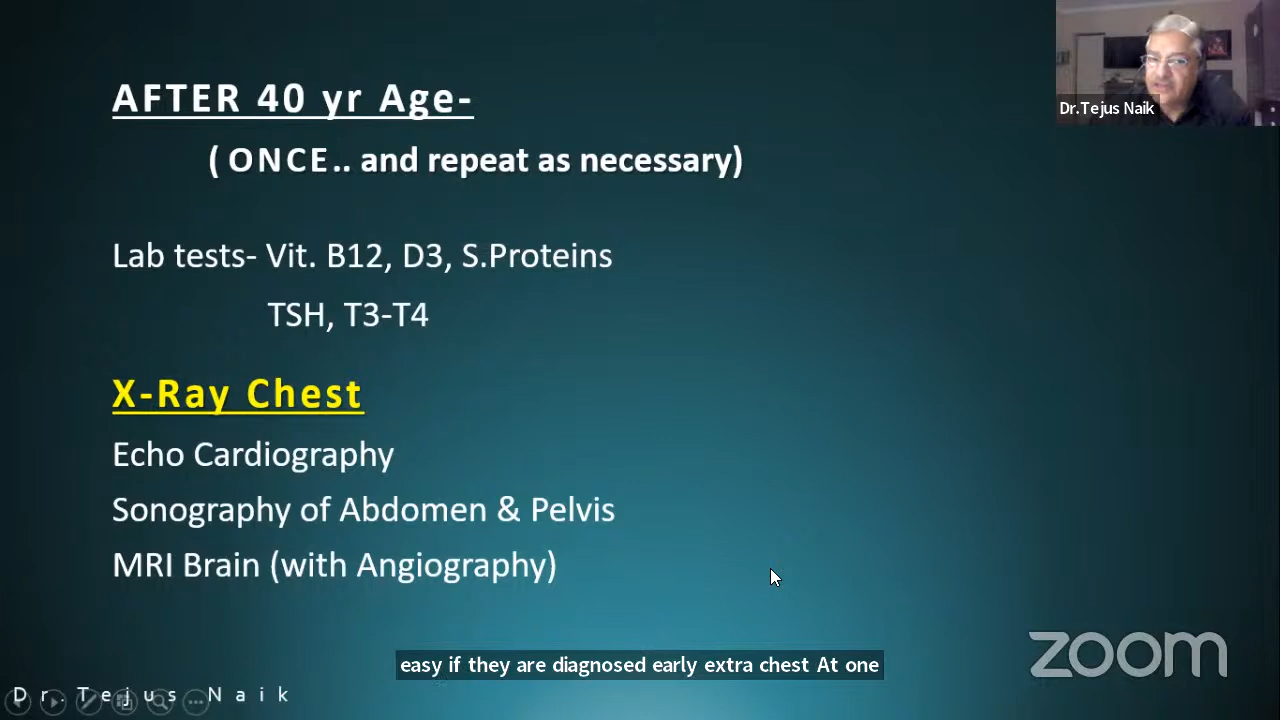 AFTER 40 yr Age-
( ONCE.. and repeat as necessary)
Lab tests- Vit. B12, D3, S.Proteins
TSH, T3-T4
X-Ray Chest
Echo Cardiography
Sonography of Abdomen & Pelvis
MRI Brain (with Angiography)
Dr.Tejus Naik
easy if they are diagnosed early extra chest At one
zoom
Dr.Tejus Naik